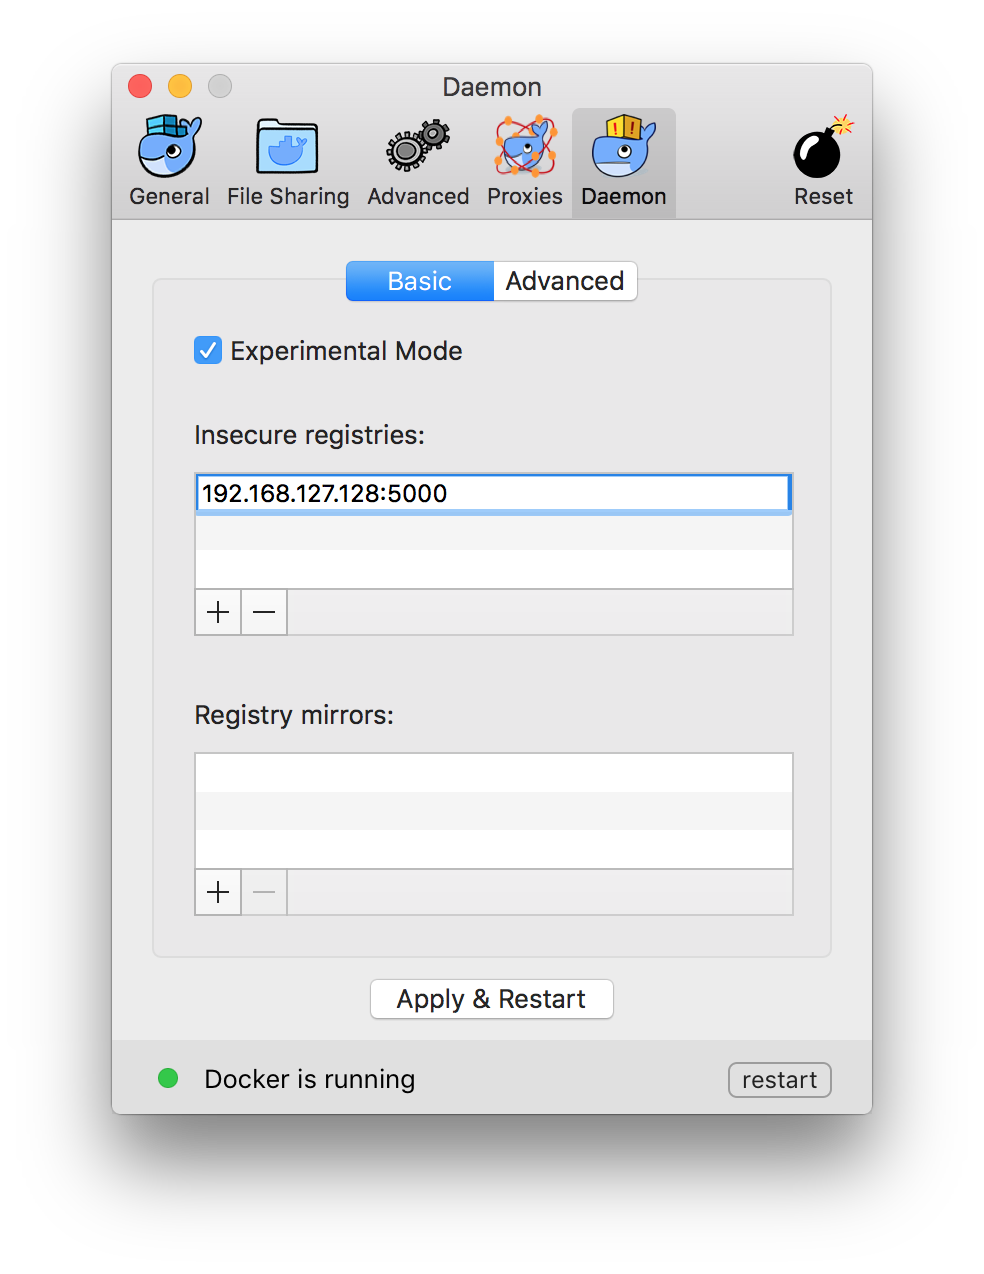 Daemon
General File Sharing Advanced Proxies Daemon Reset
Basic Advanced
Experimental Mode
Insecure registries:
192.168.127.128:5000
Registry mirrors:
Apply & Restart
Docker is running restart